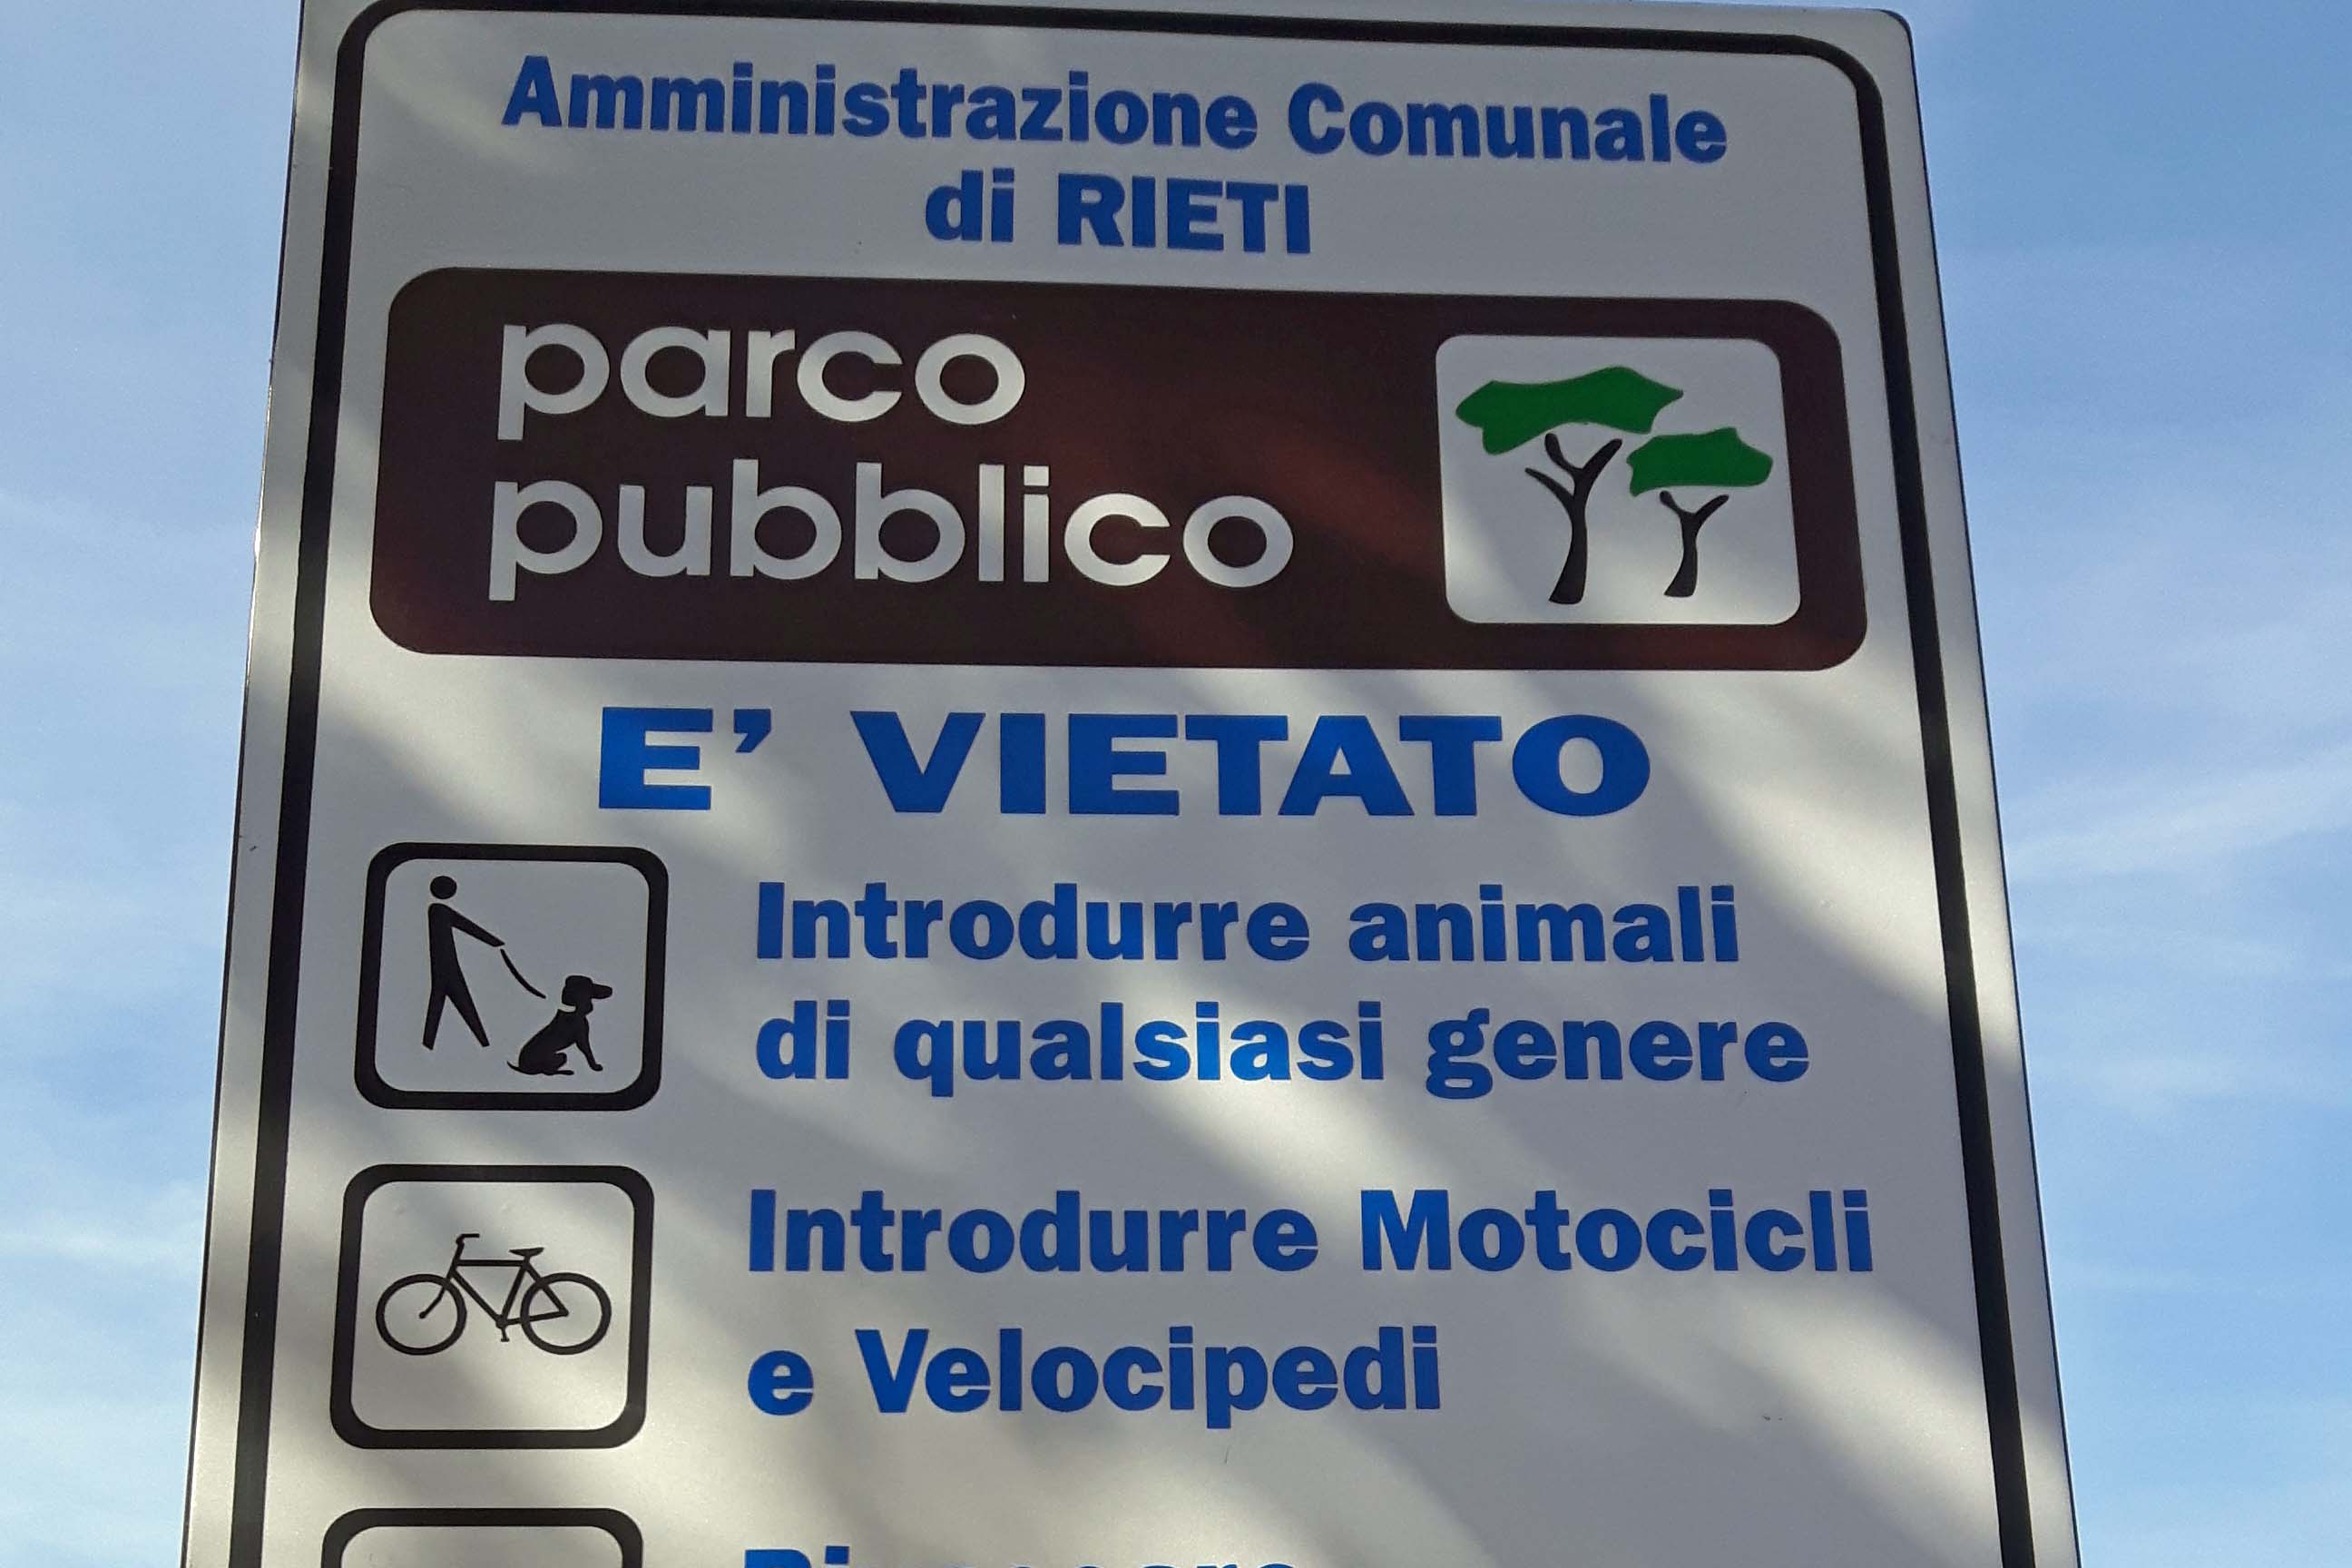 Amministrazione Comunale
di RIETI
parco
pubblico
E' VIETATO
Introdurre animali
di qualsiasi genere
Introdurre Motocicli
e Velocipedi